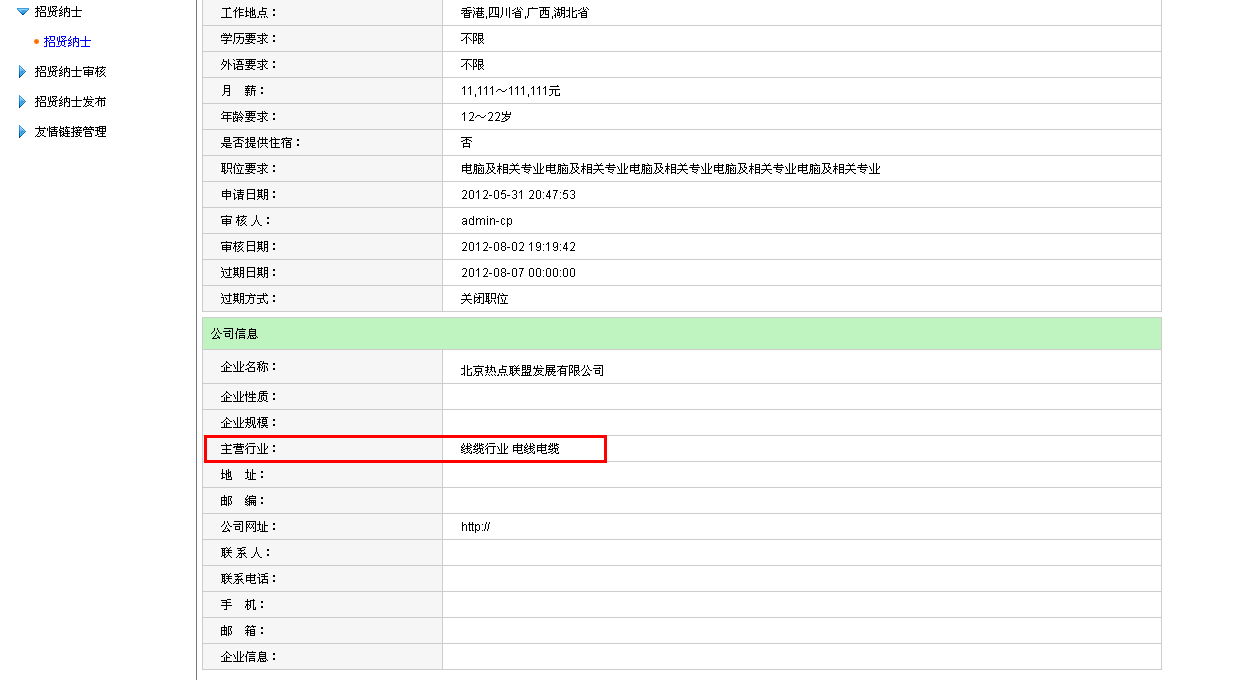 招贤纳士
招贤纳士
招贤纳士审核
招贤纳士发布
友情链接管理
工作地点： 香港,四川省,广西,湖北省
学历要求： 不限
外语要求： 不限
月 薪： 11,111～111,111元
年龄要求： 12～22岁
是否提供住宿： 否
职位要求： 电脑及相关专业电脑及相关专业电脑及相关专业电脑及相关专业电脑及相关专业
申请日期： 2012-05-31 20:47:53
审 核 人： admin-cp
审核日期： 2012-08-02 19:19:42
过期日期： 2012-08-07 00:00:00
过期方式： 关闭职位
公司信息
企业名称： 北京热点联盟发展有限公司
企业性质：
企业规模：
主营行业： 线缆行业 电线电缆
地 址：
邮 编：
公司网址： http://
联 系 人：
联系电话：
手 机：
邮 箱：
企业信息：